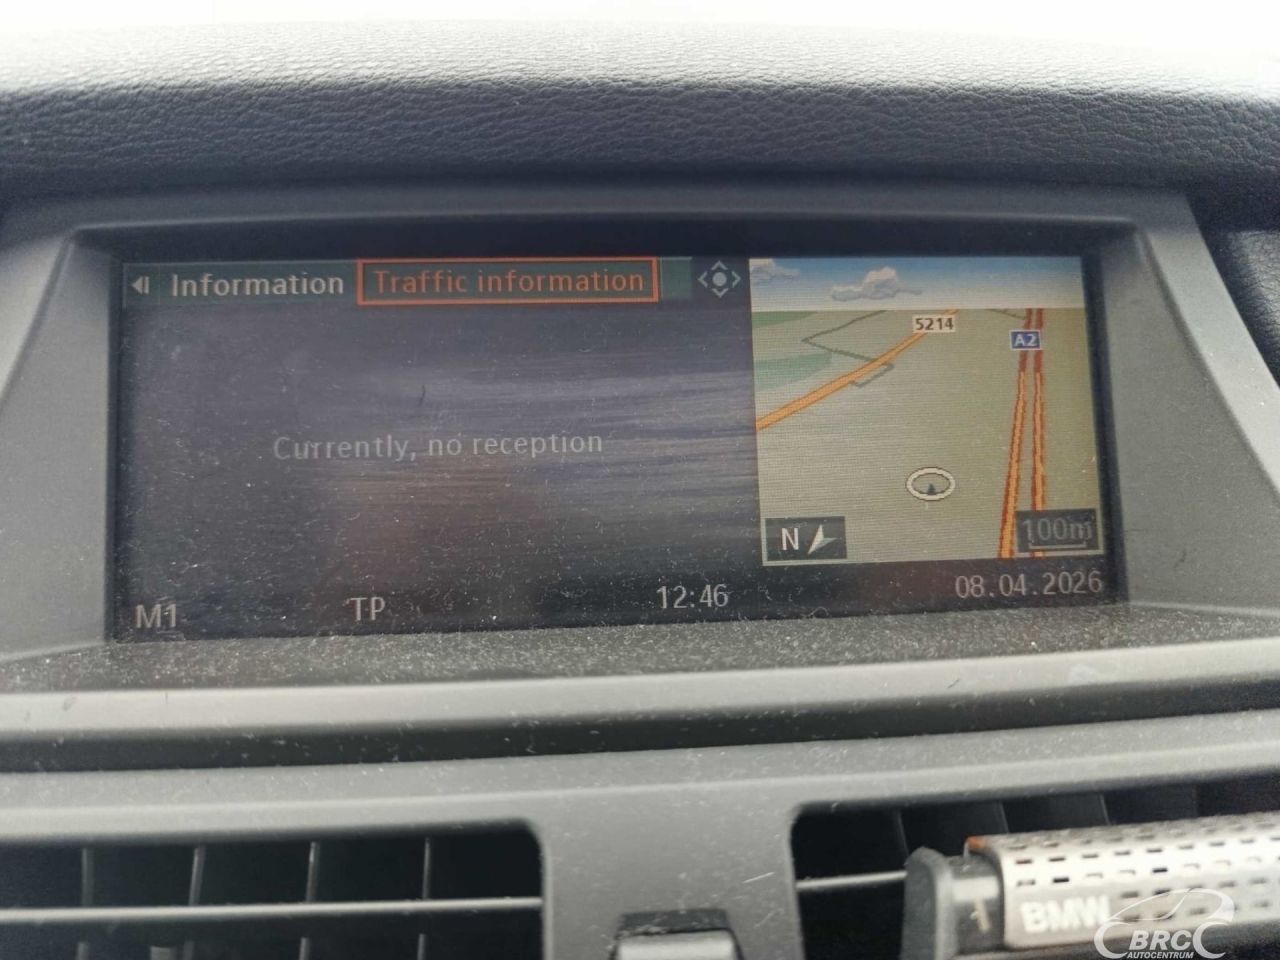 Information Traffic information
5214
A2
Currently, no reception
N
100m
M1 TP 12:46 08.04.2026
BMW
BRC
AUTOCENTRUM